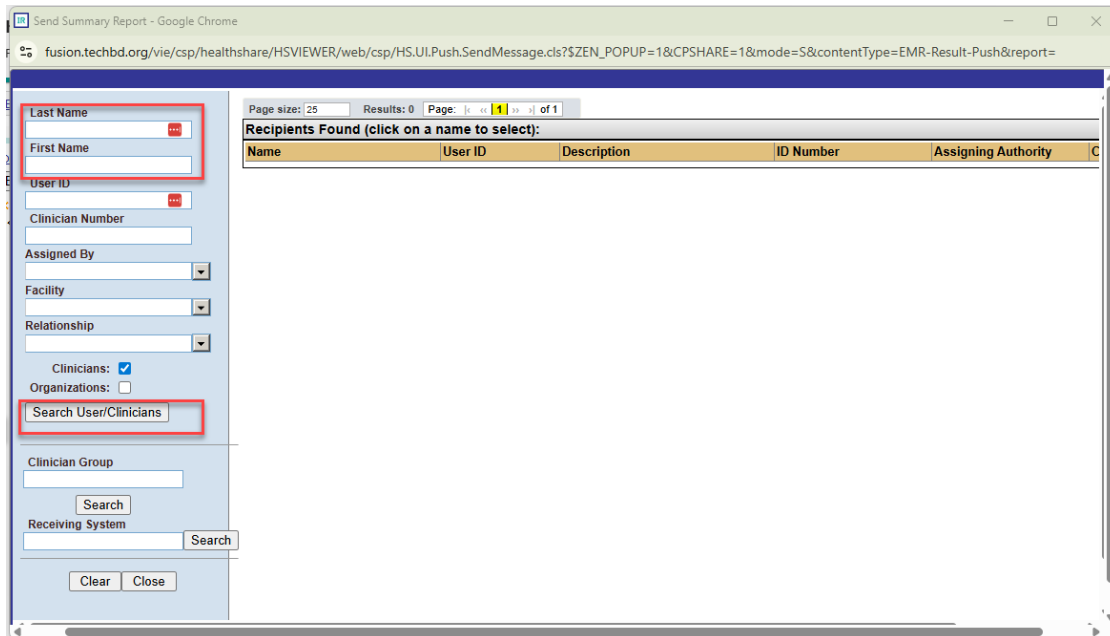 Send Summary Report - Google Chrome
fusion.techbd.org/vie/csp/healthshare/HSVIEWER/web/csp/HS.UI.Push.SendMessage.cls?$ZEN_POPUP=1&CPSHARE=1&mode=S&contentType=EMR-Result-Push&report=
Last Name
First Name
User ID
Clinician Number
Assigned By
Facility
Relationship
Clinicians:
Organizations:
Search User/Clinicians
Clinician Group
Search
Receiving System
Search
Clear Close
Page size: 25 Results: 0 Page: |‹ ‹‹ 1 ›› ›| of 1
Recipients Found (click on a name to select):
Name User ID Description ID Number Assigning Authority C